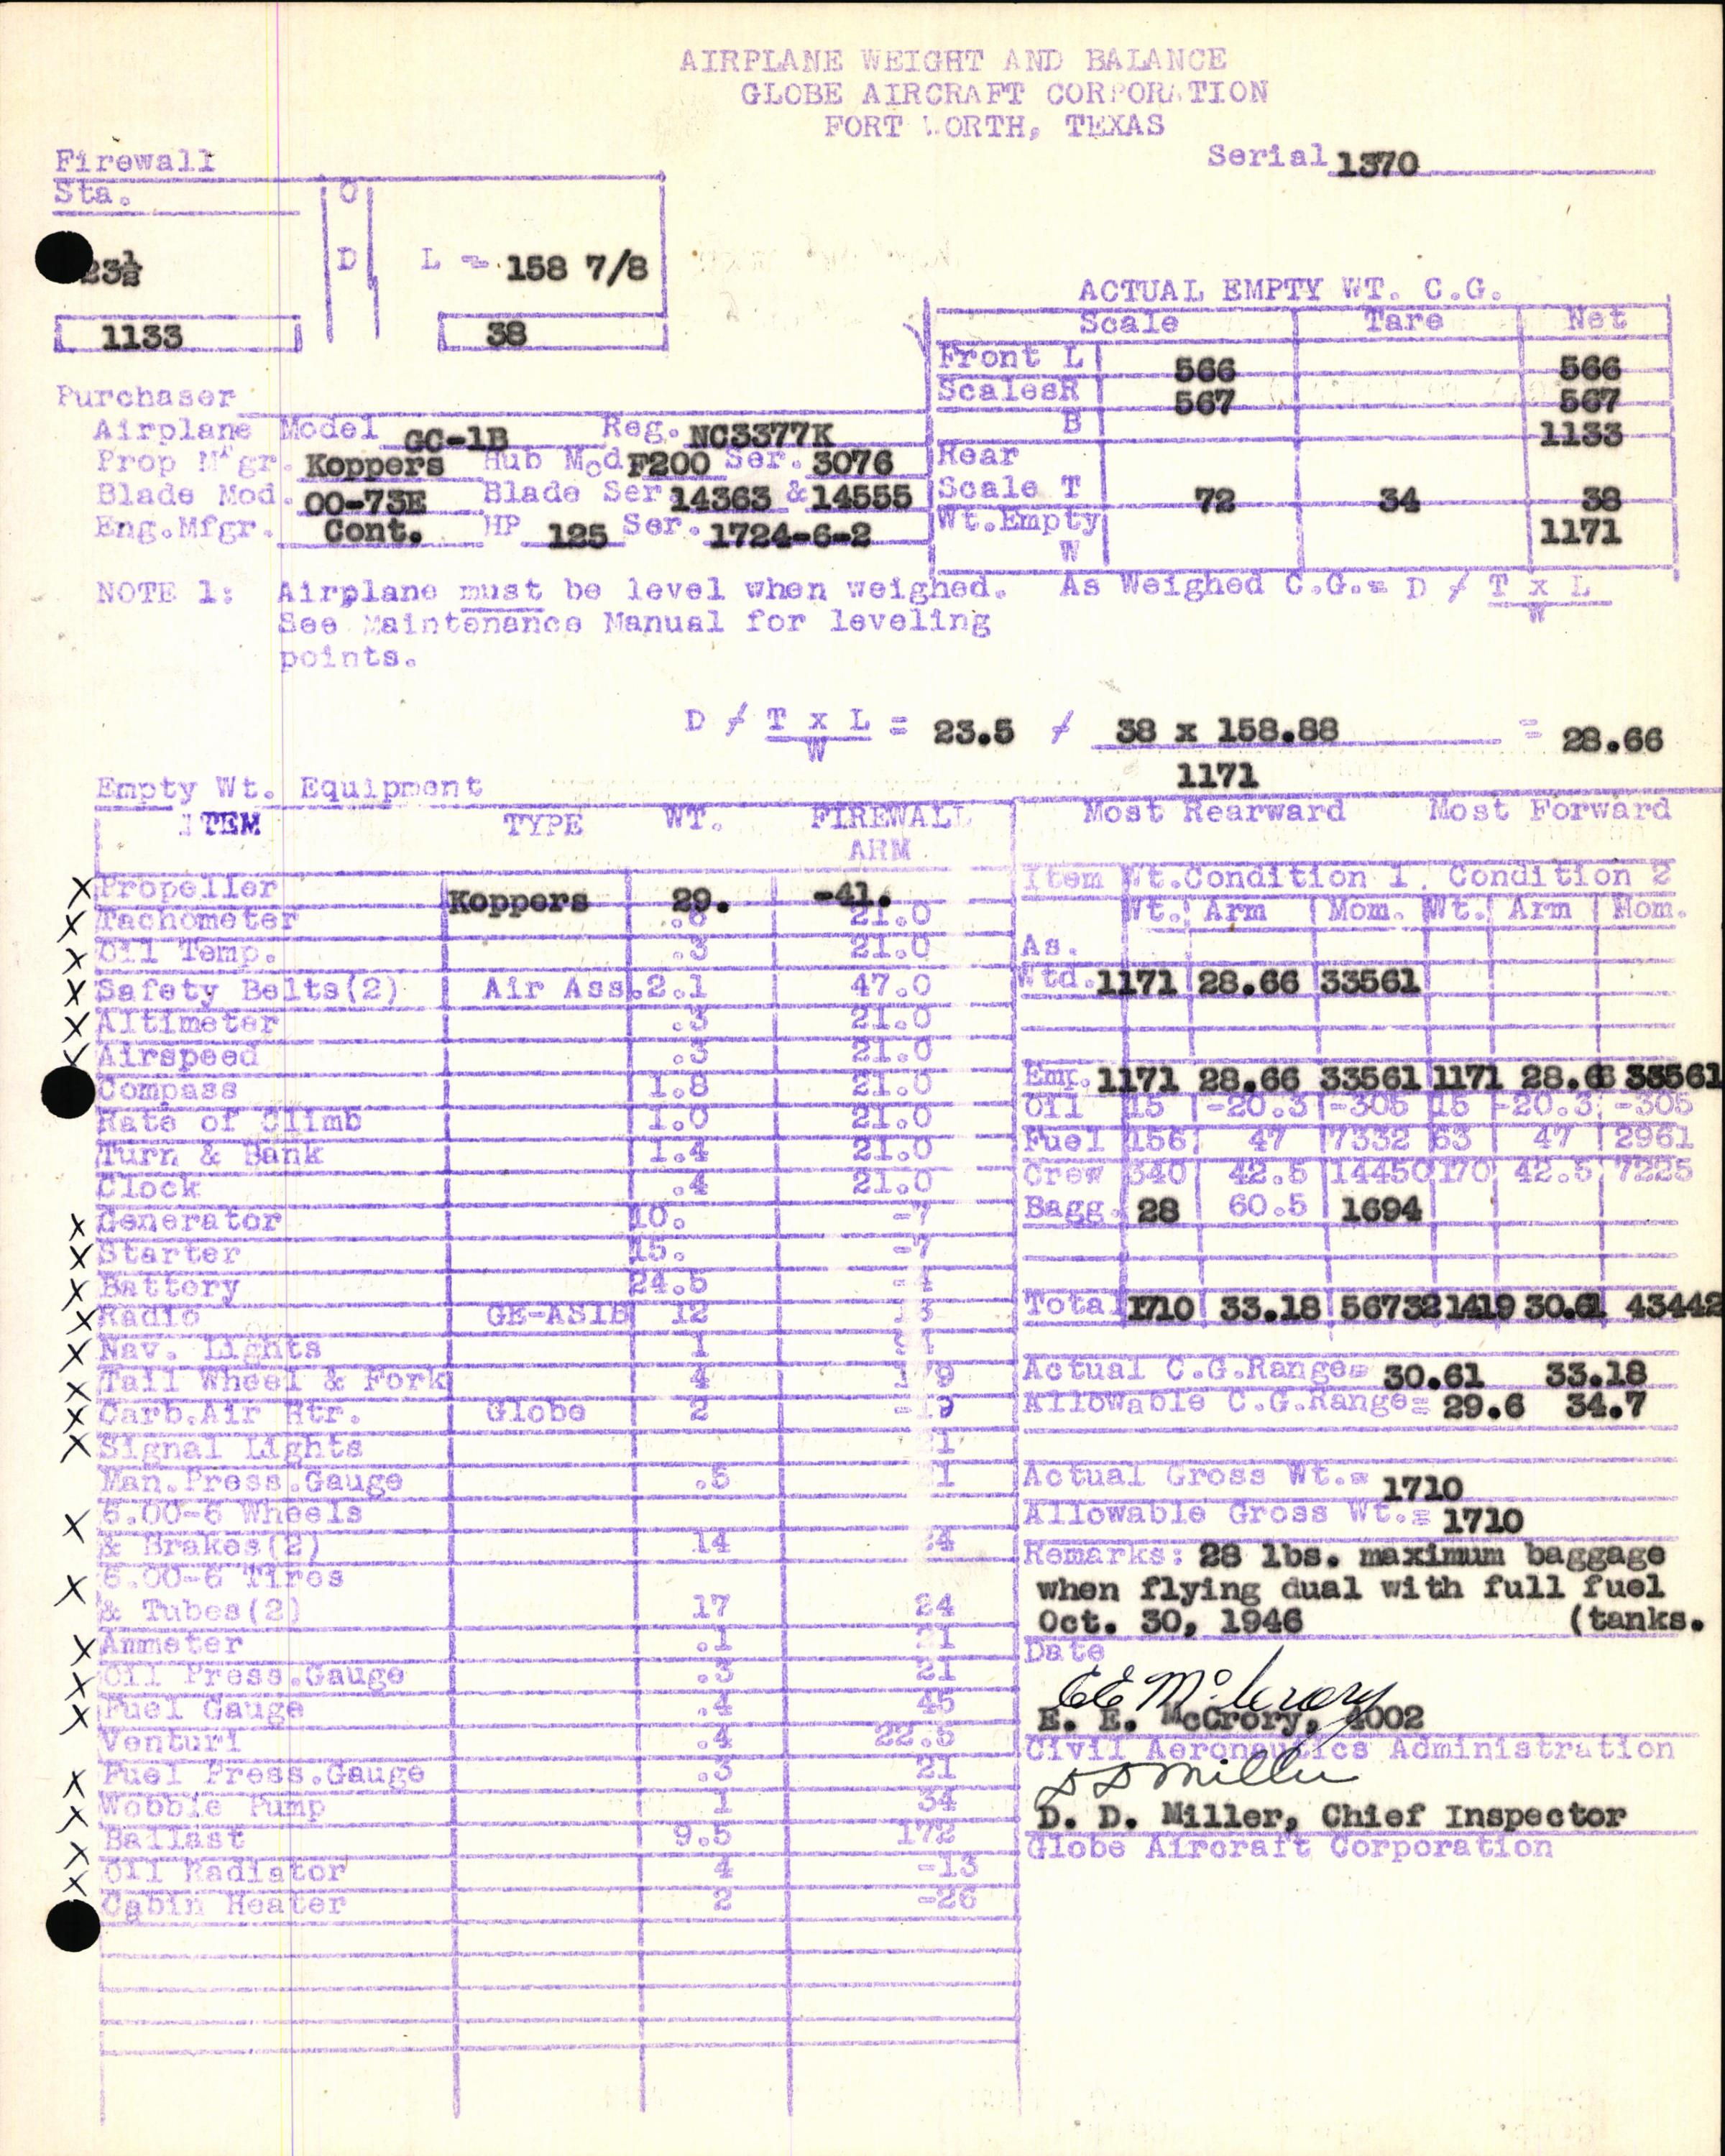 AIRPLANE WEIGHT AND BALANCE
GLOBE AIRCRAFT CORPORATION
FORT WORTH, TEXAS
Serial 1370
Firewall
Sta. O
23½ D L = 158 7/8
1133 38
ACTUAL EMPTY WT. C.G.
Scale Tare Net
Front L 566 566
Scales R 567 567
B 1133
Rear
Scale T 72 34 38
Wt.Empty 1171
W
Purchaser
Airplane Model GC-1B Reg. NC3377K
Prop M'gr. Koppers Hub Mod F200 Ser. 3076
Blade Mod. 00-73E Blade Ser 14363 & 14555
Eng.Mfgr. Cont. HP 125 Ser. 1724-6-2
NOTE 1: Airplane must be level when weighed. As Weighed C.G.= D / T x L
See Maintenance Manual for leveling W
points.
D / T x L = 23.5 / 38 x 158.88 = 28.66
W 1171
Empty Wt. Equipment
ITEM TYPE WT. FIREWALL
ARM
X Propeller Koppers 29. -41.
X Tachometer .6 21.0
X Oil Temp. .3 21.0
X Safety Belts(2) Air Ass. 2.1 47.0
X Altimeter .3 21.0
X Airspeed .3 21.0
Compass 1.8 21.0
Rate of Climb 1.0 21.0
Turn & Bank 1.4 21.0
Clock .4 21.0
X Generator 10. -7
X Starter 15. -7
X Battery 24.5 -4
X Radio GE-AS1B 12
X Nav. Lights 1
X Tail Wheel & Fork 4 179
X Carb.Air Htr. Globe 2 -19
X Signal Lights
Man.Press.Gauge .5
X 6.00-6 Wheels
& Brakes(2) 14 24
X 6.00-6 Tires
& Tubes(2) 17 24
X Ammeter .1 21
X Oil Press.Gauge .3 21
X Fuel Gauge .4 45
Venturi .4 22.5
X Fuel Press.Gauge .3 21
X Wobble Pump 1 34
X Ballast 9.5 172
X Oil Radiator 4 -13
Cabin Heater 2 -26
Most Rearward Most Forward
Item Wt.Condition 1, Condition 2
Wt. Arm Mom. Wt. Arm Mom.
As.
Wtd. 1171 28.66 33561
Emp. 1171 28.66 33561 1171 28.66 33561
Oil 15 -20.3 -305 15 -20.3 -305
Fuel 156 47 7332 63 47 2961
Crew 340 42.5 14450 170 42.5 7225
Bagg. 28 60.5 1694
Total 1710 33.18 56732 1419 30.61 43442
Actual C.G.Range= 30.61 33.18
Allowable C.G.Range= 29.6 34.7
Actual Gross Wt.= 1710
Allowable Gross Wt.= 1710
Remarks: 28 lbs. maximum baggage
when flying dual with full fuel
Oct. 30, 1946 (tanks.
Date
EE McCrory
E. E. McCrory, 4002
Civil Aeronautics Administration
D D Miller
D. D. Miller, Chief Inspector
Globe Aircraft Corporation